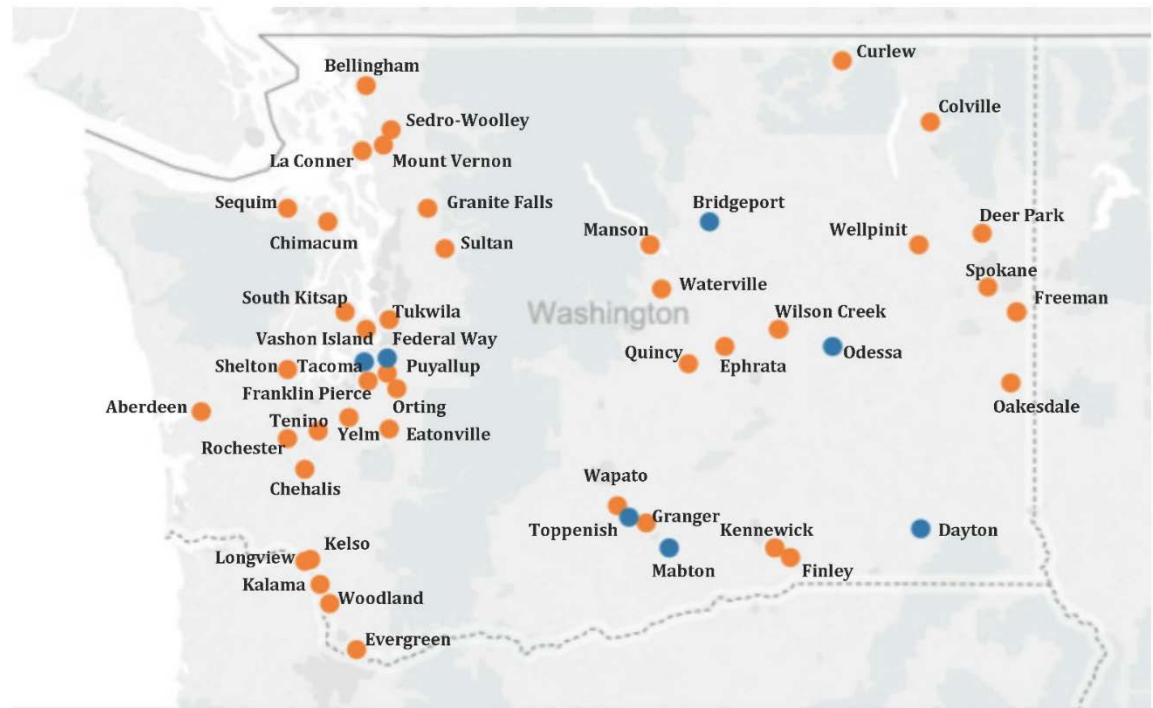 Curlew
Bellingham
Sedro-Woolley
Colville
La Conner
Mount Vernon
Sequim
Granite Falls
Bridgeport
Deer Park
Chimacum
Sultan
Manson
Wellpinit
Spokane
Waterville
South Kitsap
Tukwila
Washington
Wilson Creek
Freeman
Vashon Island
Federal Way
Quincy
Ephrata
Odessa
Shelton
Tacoma
Puyallup
Franklin Pierce
Orting
Oakesdale
Aberdeen
Tenino
Yelm
Eatonville
Rochester
Chehalis
Wapato
Granger
Toppenish
Kennewick
Dayton
Mabton
Finley
Longview
Kelso
Kalama
Woodland
Evergreen